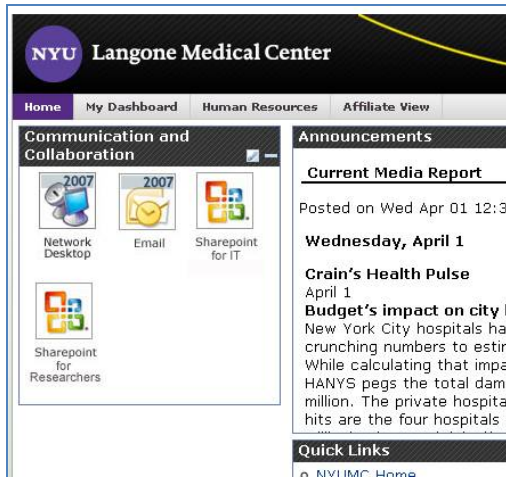 NYU Langone Medical Center
Home My Dashboard Human Resources Affiliate View
Communication and
Collaboration
2007
Network
Desktop
2007
Email
Sharepoint
for IT
Sharepoint
for
Researchers
Announcements
Current Media Report
Posted on Wed Apr 01 12:3
Wednesday, April 1
Crain's Health Pulse
April 1
Budget's impact on city
New York City hospitals ha
crunching numbers to estir
While calculating that impa
HANYS pegs the total dam
million. The private hospita
hits are the four hospitals
Quick Links
NYUMC Home